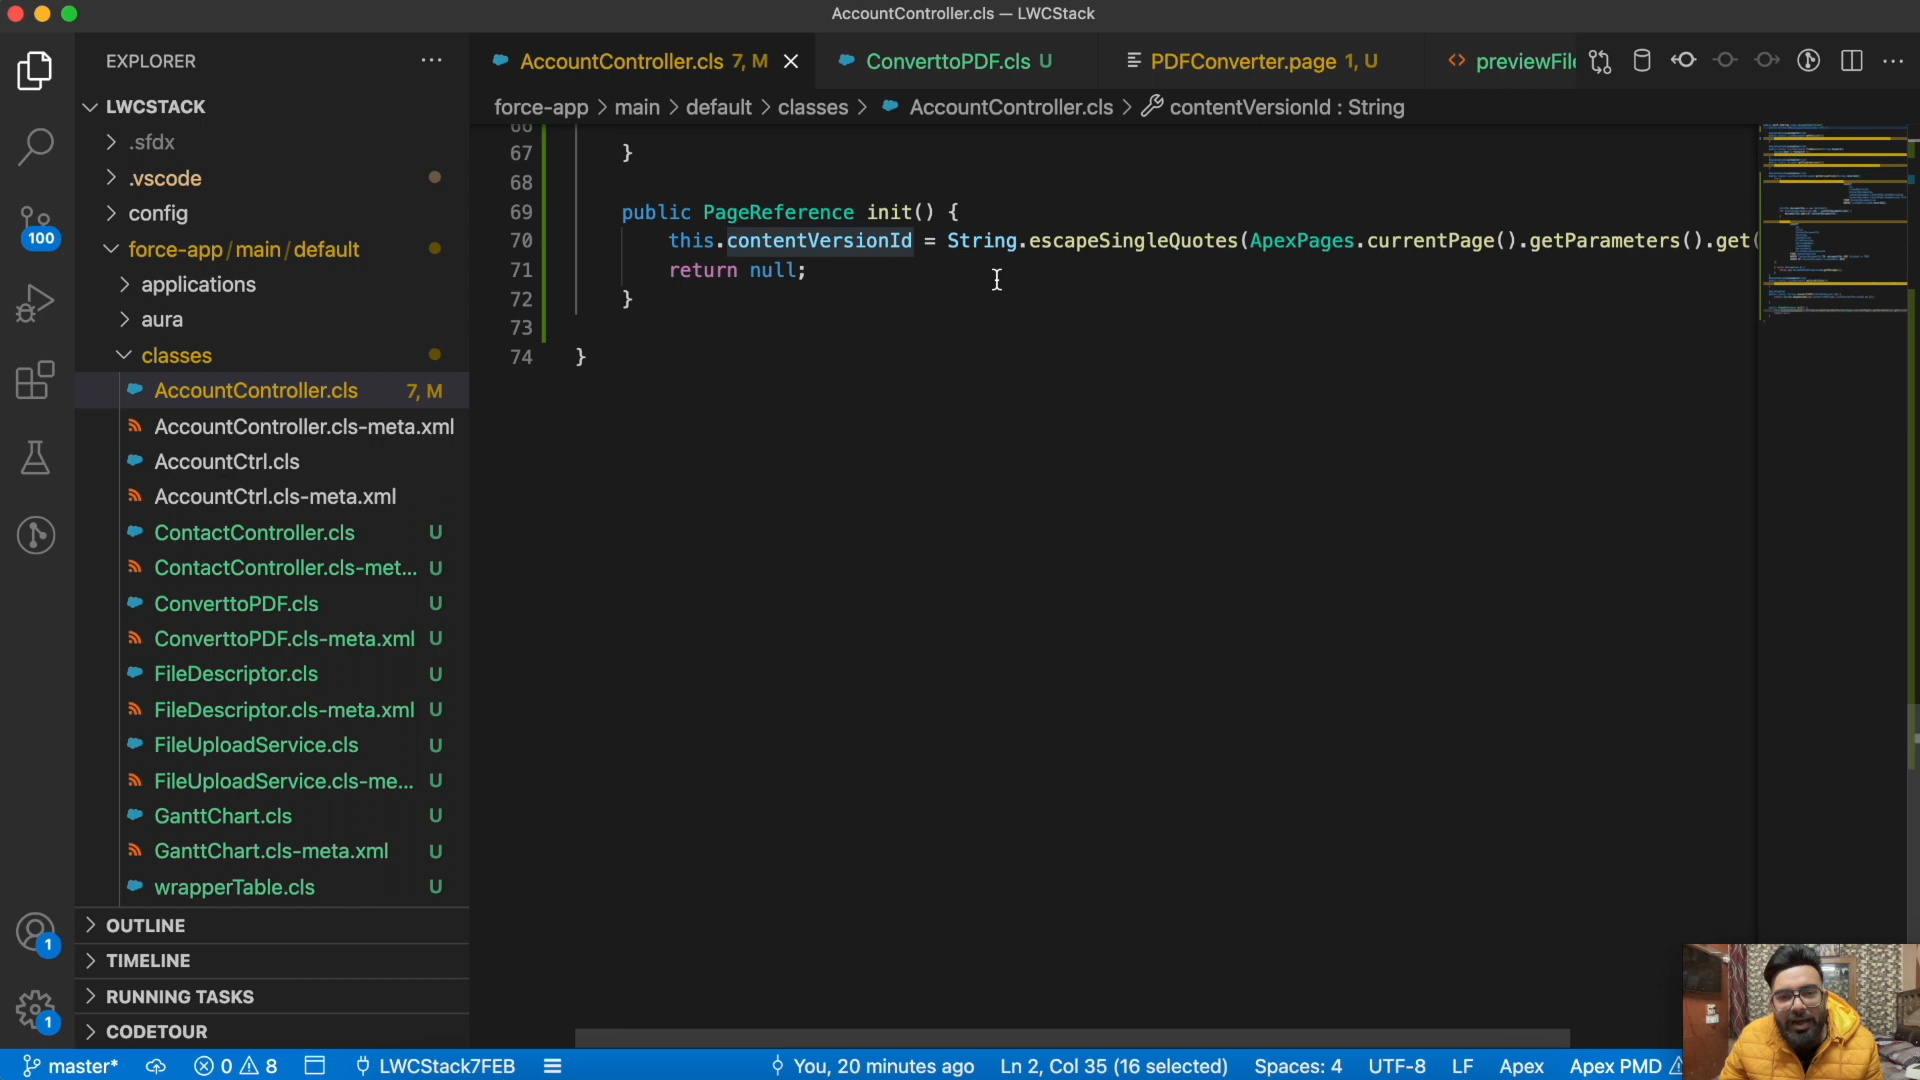 AccountController.cls — LWCStack
EXPLORER
AccountController.cls 7, M
ConverttoPDF.cls U
PDFConverter.page 1, U
previewFile
force-app > main > default > classes > AccountController.cls > contentVersionId : String
LWCSTACK
.sfdx
.vscode
config
force-app/main/default
applications
aura
classes
AccountController.cls 7, M
AccountController.cls-meta.xml
AccountCtrl.cls
AccountCtrl.cls-meta.xml
ContactController.cls U
ContactController.cls-met... U
ConverttoPDF.cls U
ConverttoPDF.cls-meta.xml U
FileDescriptor.cls U
FileDescriptor.cls-meta.xml U
FileUploadService.cls U
FileUploadService.cls-me... U
GanttChart.cls U
GanttChart.cls-meta.xml U
wrapperTable.cls U
OUTLINE
TIMELINE
RUNNING TASKS
CODETOUR
100
1
1
66
67 }
68
69 public PageReference init() {
70 this.contentVersionId = String.escapeSingleQuotes(ApexPages.currentPage().getParameters().get(
71 return null;
72 }
73
74 }
master* 0 8 LWCStack7FEB You, 20 minutes ago Ln 2, Col 35 (16 selected) Spaces: 4 UTF-8 LF Apex Apex PMD